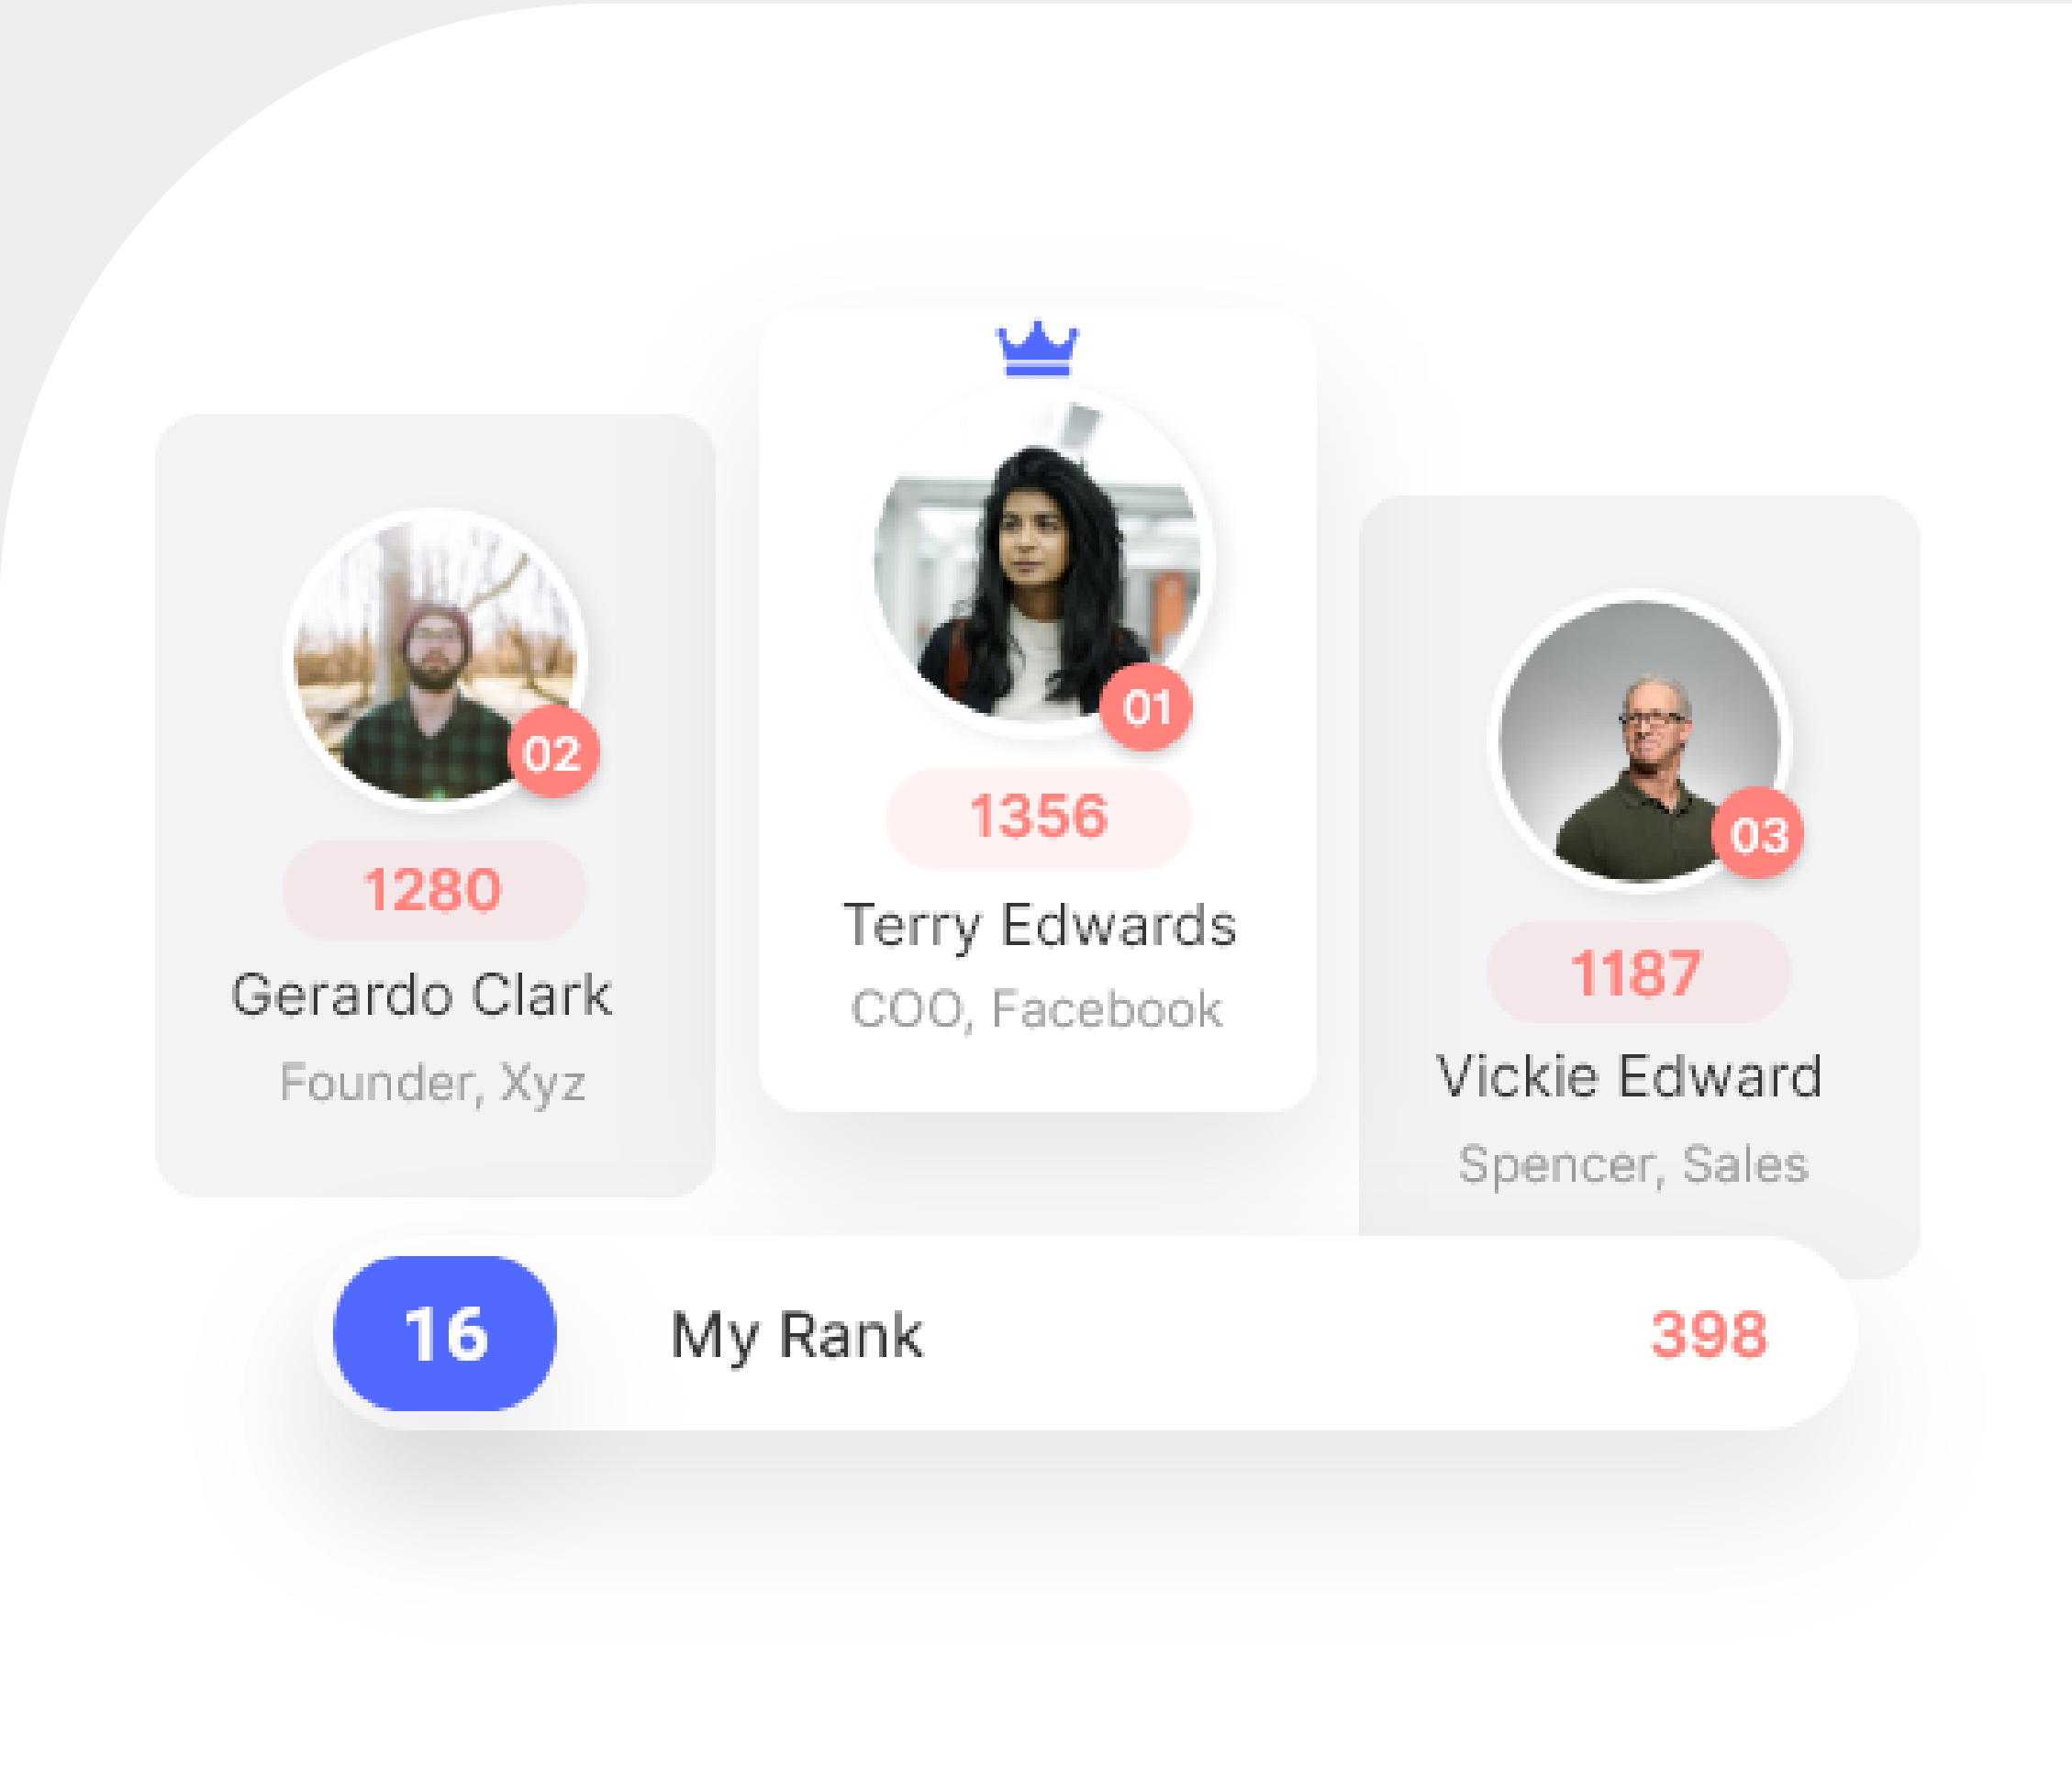 02
1280
Gerardo Clark
Founder, Xyz
01
1356
Terry Edwards
COO, Facebook
03
1187
Vickie Edward
Spencer, Sales
16 My Rank 398